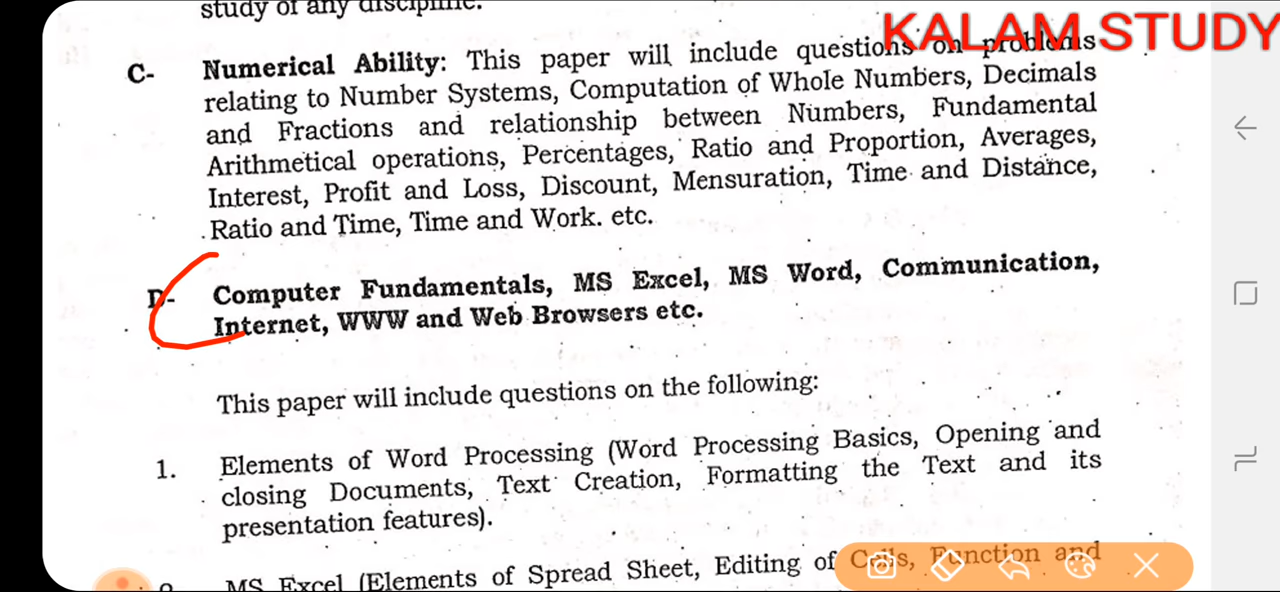 study of any discipline.
KALAM STUDY
C- Numerical Ability: This paper will include questions on problems
relating to Number Systems, Computation of Whole Numbers, Decimals
and Fractions and relationship between Numbers, Fundamental
Arithmetical operations, Percentages, Ratio and Proportion, Averages,
Interest, Profit and Loss, Discount, Mensuration, Time and Distance,
Ratio and Time, Time and Work. etc.
D- Computer Fundamentals, MS Excel, MS Word, Communication,
Internet, WWW and Web Browsers etc.
This paper will include questions on the following:
1. Elements of Word Processing (Word Processing Basics, Opening and
closing Documents, Text Creation, Formatting the Text and its
presentation features).
MS Excel (Elements of Spread Sheet, Editing of Cells, Function and